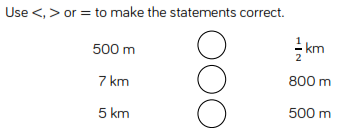 Use <, > or = to make the statements correct.
500 m ½ km
7 km 800 m
5 km 500 m